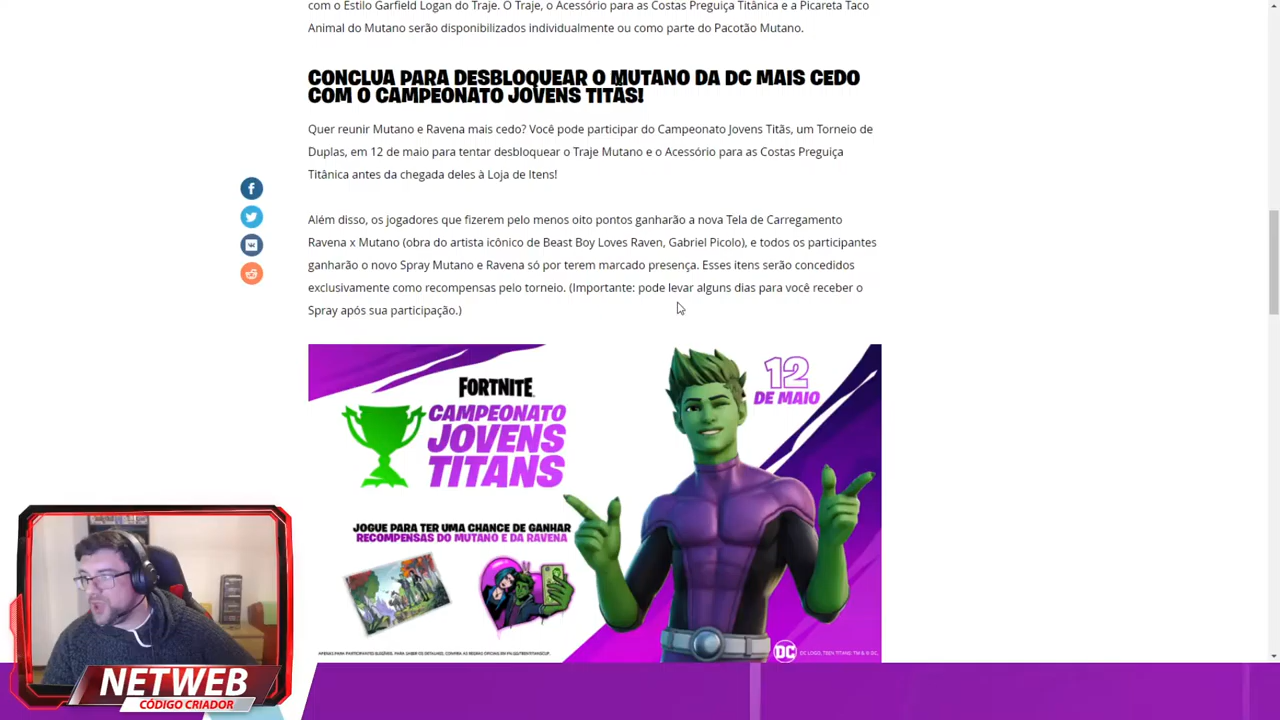 com o Estilo Garfield Logan do Traje. O Traje, o Acessório para as Costas Preguiça Titânica e a Picareta Taco
Animal do Mutano serão disponibilizados individualmente ou como parte do Pacotão Mutano.
CONCLUA PARA DESBLOQUEAR O MUTANO DA DC MAIS CEDO
COM O CAMPEONATO JOVENS TITÃS!
Quer reunir Mutano e Ravena mais cedo? Você pode participar do Campeonato Jovens Titãs, um Torneio de
Duplas, em 12 de maio para tentar desbloquear o Traje Mutano e o Acessório para as Costas Preguiça
Titânica antes da chegada deles à Loja de Itens!
Além disso, os jogadores que fizerem pelo menos oito pontos ganharão a nova Tela de Carregamento
Ravena x Mutano (obra do artista icônico de Beast Boy Loves Raven, Gabriel Picolo), e todos os participantes
ganharão o novo Spray Mutano e Ravena só por terem marcado presença. Esses itens serão concedidos
exclusivamente como recompensas pelo torneio. (Importante: pode levar alguns dias para você receber o
Spray após sua participação.)
FORTNITE
CAMPEONATO
JOVENS
TITANS
12
DE MAIO
JOGUE PARA TER UMA CHANCE DE GANHAR
RECOMPENSAS DO MUTANO E DA RAVENA
DC
NETWEB
CÓDIGO CRIADOR